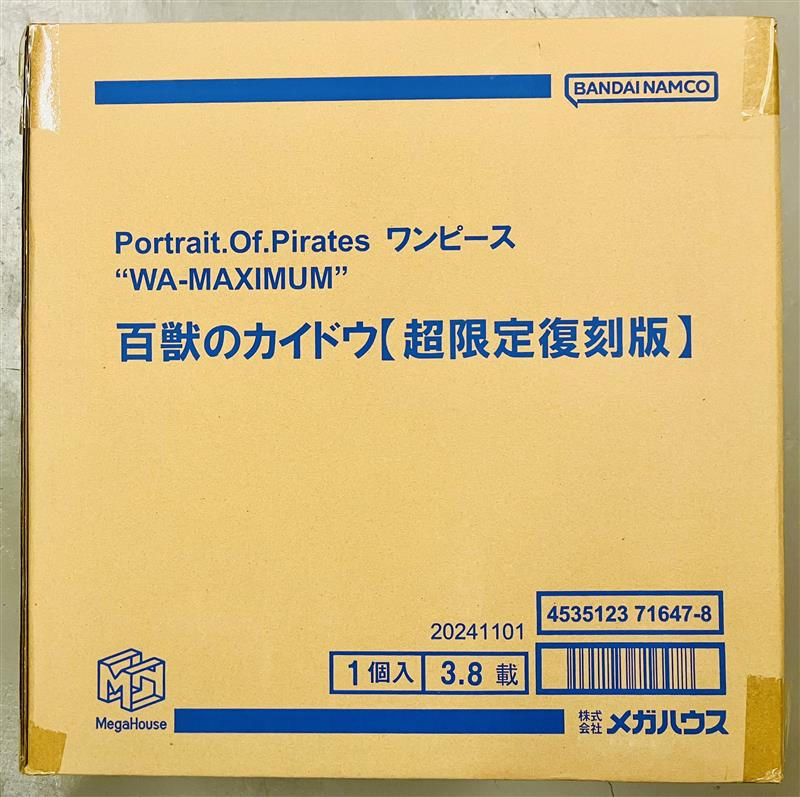 BANDAI NAMCO
Portrait.Of.Pirates ワンピース
“WA-MAXIMUM”
百獣のカイドウ【超限定復刻版】
4535123 71647-8
20241101
1個入 3.8 載
MegaHouse
株式会社 メガハウス